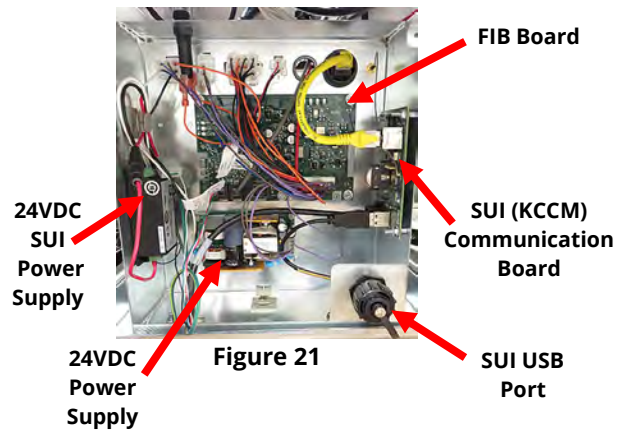 FIB Board
24VDC
SUI
Power
Supply
SUI (KCCM)
Communication
Board
24VDC
Power
Supply
Figure 21
SUI USB
Port